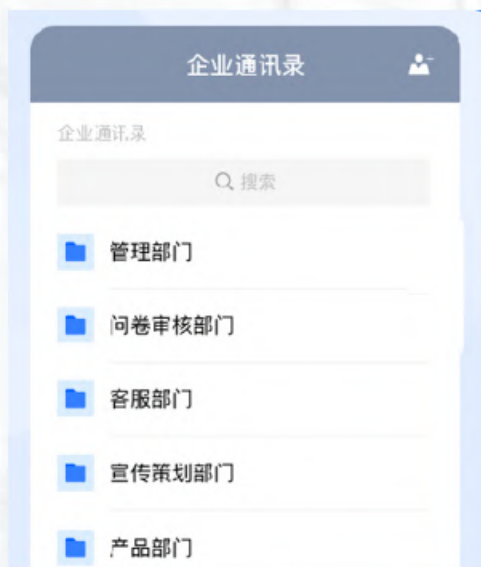 企业通讯录
企业通讯录
搜索
管理部门
问卷审核部门
客服部门
宣传策划部门
产品部门